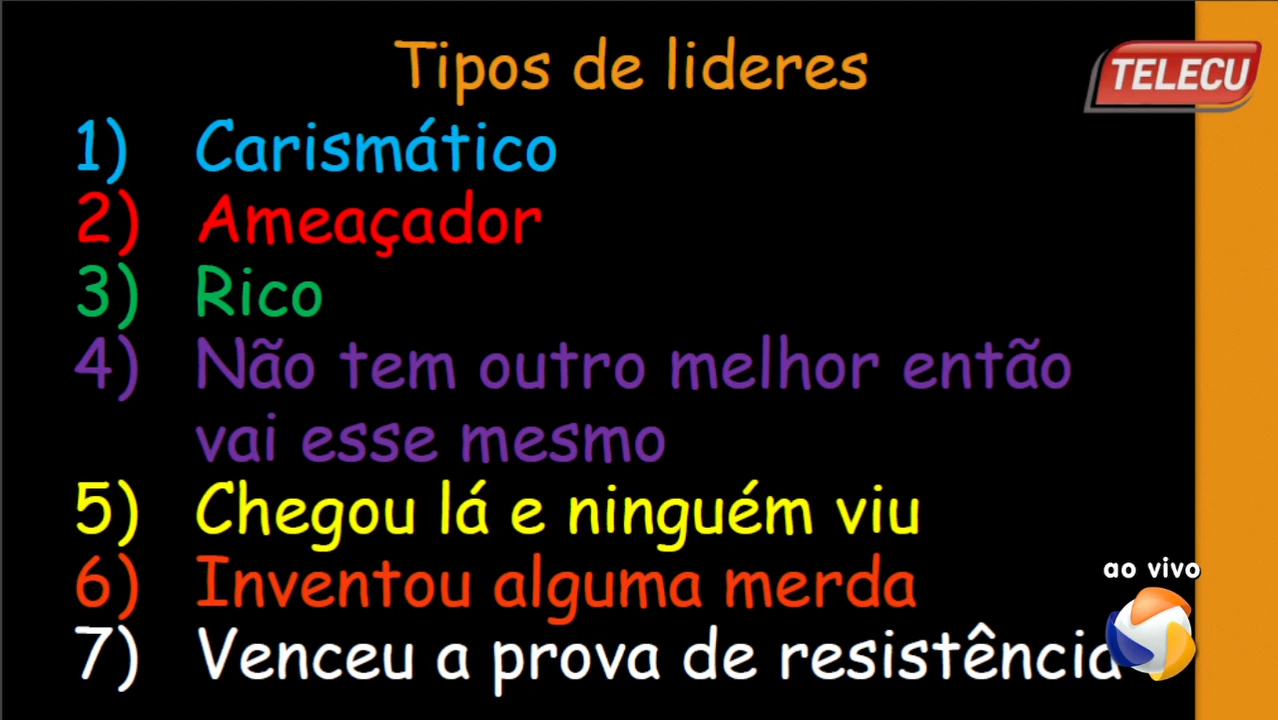 Tipos de lideres
TELECU
1) Carismático
2) Ameaçador
3) Rico
4) Não tem outro melhor então
vai esse mesmo
5) Chegou lá e ninguém viu
6) Inventou alguma merda
ao vivo
7) Venceu a prova de resistência